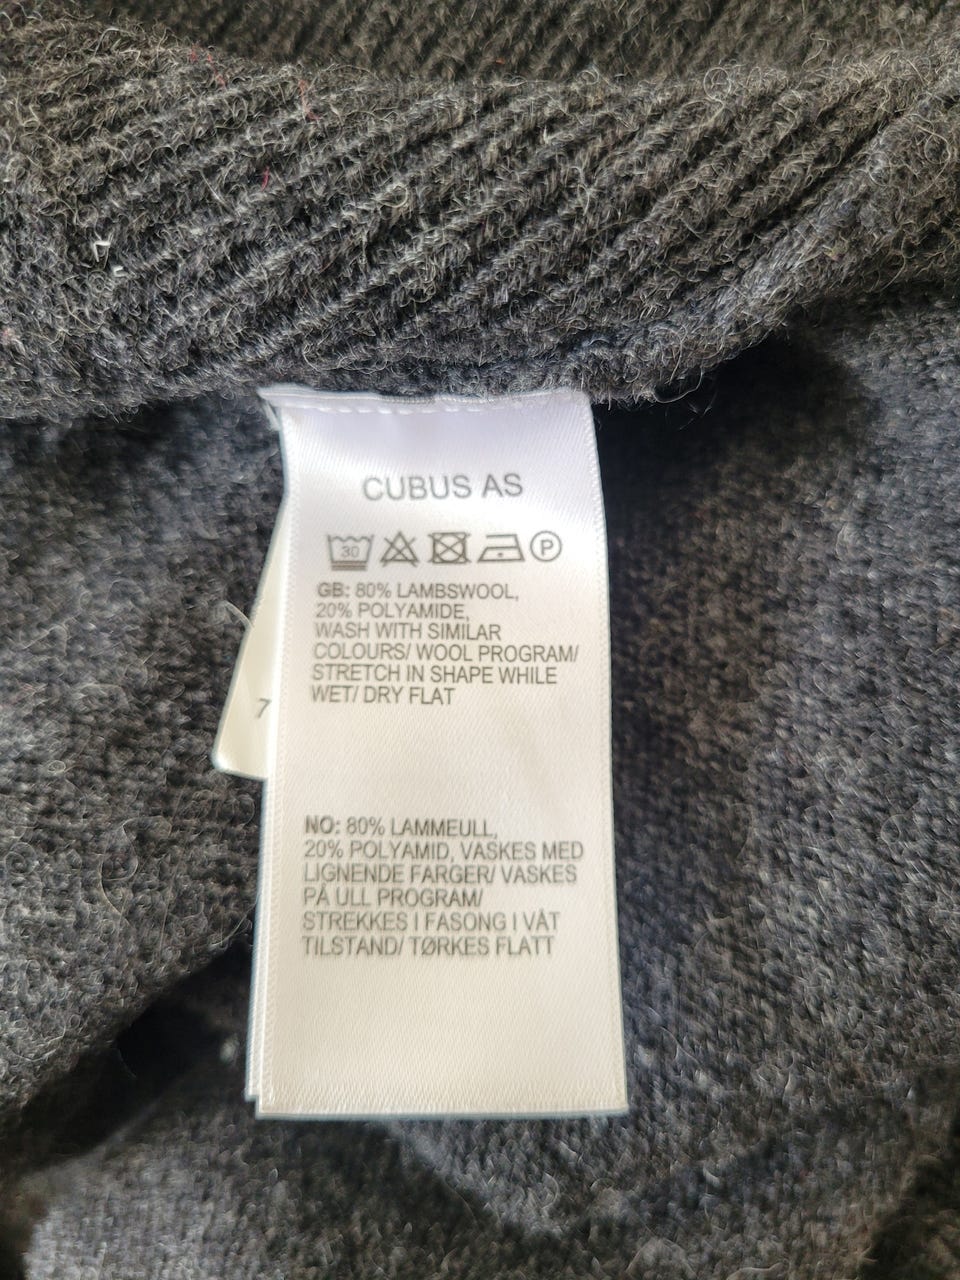 CUBUS AS
30 P
GB: 80% LAMBSWOOL,
20% POLYAMIDE,
WASH WITH SIMILAR
COLOURS/ WOOL PROGRAM/
STRETCH IN SHAPE WHILE
WET/ DRY FLAT
7
NO: 80% LAMMEULL,
20% POLYAMID, VASKES MED
LIGNENDE FARGER/ VASKES
PÅ ULL PROGRAM/
STREKKES I FASONG I VÅT
TILSTAND/ TØRKES FLATT